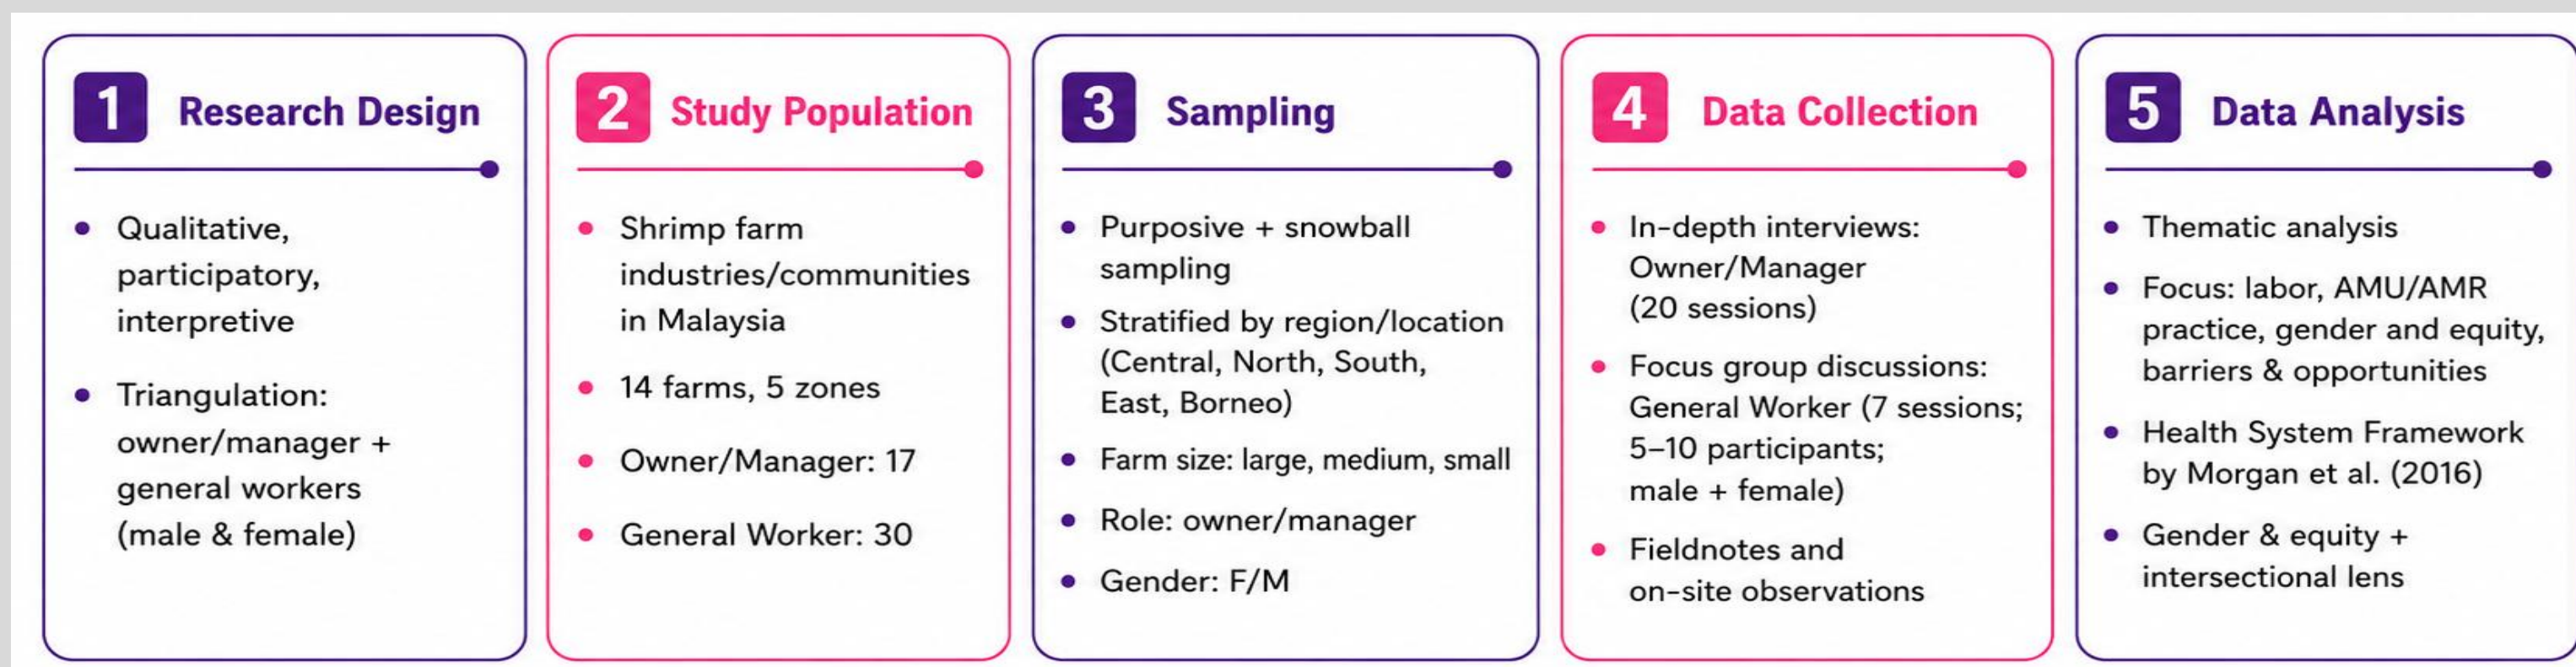 1 Research Design
Qualitative,
participatory,
interpretive
Triangulation:
owner/manager +
general workers
(male & female)
2 Study Population
Shrimp farm
industries/communities
in Malaysia
14 farms, 5 zones
Owner/Manager: 17
General Worker: 30
3 Sampling
Purposive + snowball
sampling
Stratified by region/location
(Central, North, South,
East, Borneo)
Farm size: large, medium, small
Role: owner/manager
Gender: F/M
4 Data Collection
In-depth interviews:
Owner/Manager
(20 sessions)
Focus group discussions:
General Worker (7 sessions;
5–10 participants;
male + female)
Fieldnotes and
on-site observations
5 Data Analysis
Thematic analysis
Focus: labor, AMU/AMR
practice, gender and equity,
barriers & opportunities
Health System Framework
by Morgan et al. (2016)
Gender & equity +
intersectional lens